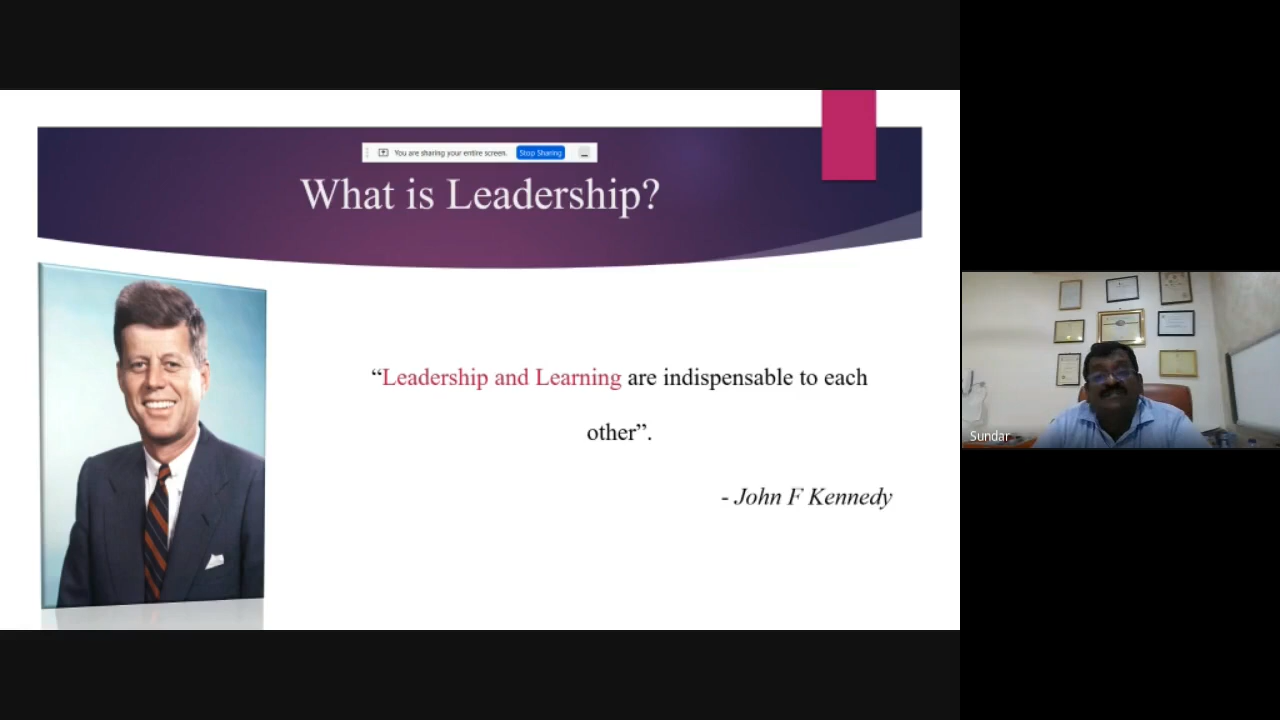 You are sharing your entire screen. Stop Sharing
What is Leadership?
“Leadership and Learning are indispensable to each
other”.
- John F Kennedy
Sundar